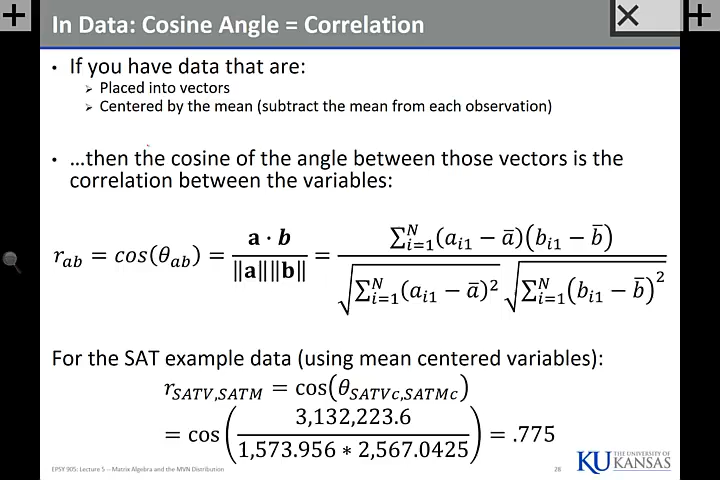 In Data: Cosine Angle = Correlation
• If you have data that are:
➢ Placed into vectors
➢ Centered by the mean (subtract the mean from each observation)
• …then the cosine of the angle between those vectors is the
correlation between the variables:
r_ab = cos(θ_ab) = (𝐚 · 𝒃) / (‖𝐚‖‖𝐛‖) = ∑_{i=1}^{N}(a_{i1} − a̅)(b_{i1} − b̅) / (√(∑_{i=1}^{N}(a_{i1} − a̅)²) √(∑_{i=1}^{N}(b_{i1} − b̅)²))
For the SAT example data (using mean centered variables):
r_{SATV,SATM} = cos(θ_{SATVc,SATMc})
= cos(3,132,223.6 / (1,573.956 ∗ 2,567.0425)) = .775
EPSY 905: Lecture 5 -- Matrix Algebra and the MVN Distribution
28
KU THE UNIVERSITY OF
KANSAS